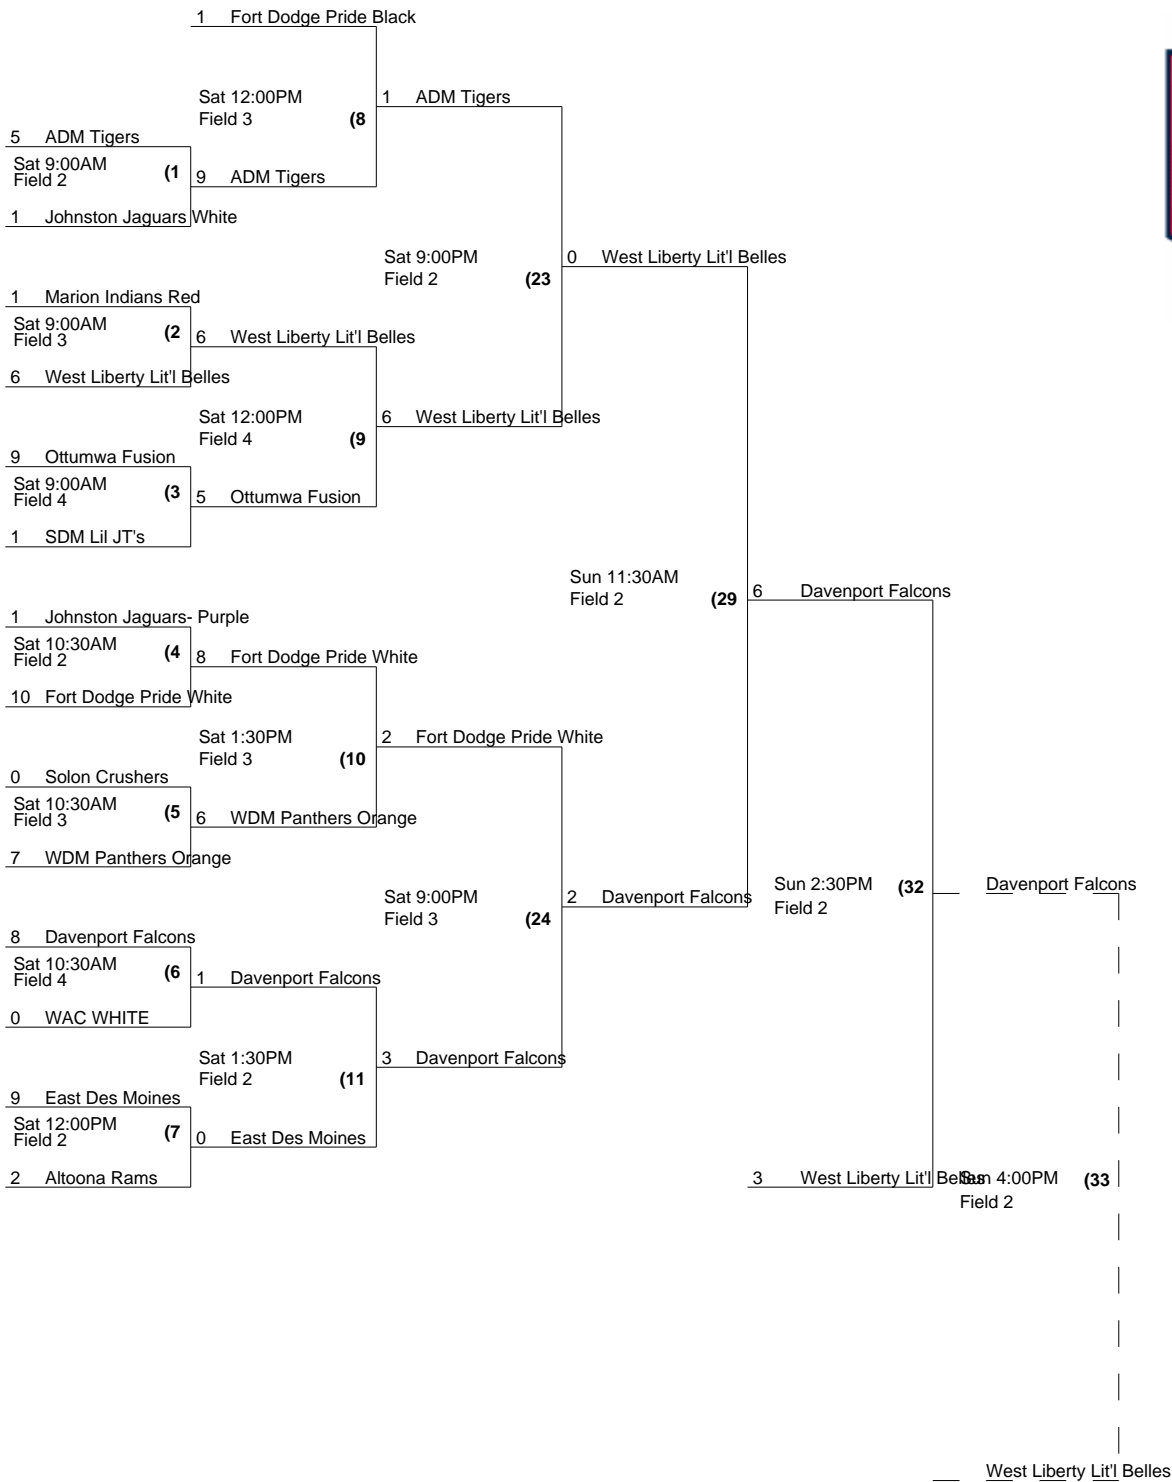 1 Fort Dodge Pride Black
Sat 12:00PM
Field 3 (8
1 ADM Tigers
5 ADM Tigers
Sat 9:00AM
Field 2 (1
9 ADM Tigers
1 Johnston Jaguars White
Sat 9:00PM
Field 2 (23
0 West Liberty Lit'l Belles
1 Marion Indians Red
Sat 9:00AM
Field 3 (2
6 West Liberty Lit'l Belles
6 West Liberty Lit'l Belles
Sat 12:00PM
Field 4 (9
6 West Liberty Lit'l Belles
9 Ottumwa Fusion
Sat 9:00AM
Field 4 (3
5 Ottumwa Fusion
1 SDM Lil JT's
Sun 11:30AM
Field 2 (29
6 Davenport Falcons
1 Johnston Jaguars- Purple
Sat 10:30AM
Field 2 (4
8 Fort Dodge Pride White
10 Fort Dodge Pride White
Sat 1:30PM
Field 3 (10
2 Fort Dodge Pride White
0 Solon Crushers
Sat 10:30AM
Field 3 (5
6 WDM Panthers Orange
7 WDM Panthers Orange
Sat 9:00PM
Field 3 (24
2 Davenport Falcons
Sun 2:30PM (32
Field 2
Davenport Falcons
8 Davenport Falcons
Sat 10:30AM
Field 4 (6
1 Davenport Falcons
0 WAC WHITE
Sat 1:30PM
Field 2 (11
3 Davenport Falcons
9 East Des Moines
Sat 12:00PM
Field 2 (7
0 East Des Moines
2 Altoona Rams
3 West Liberty Lit'l Belles
Sun 4:00PM (33
Field 2
West Liberty Lit'l Belles